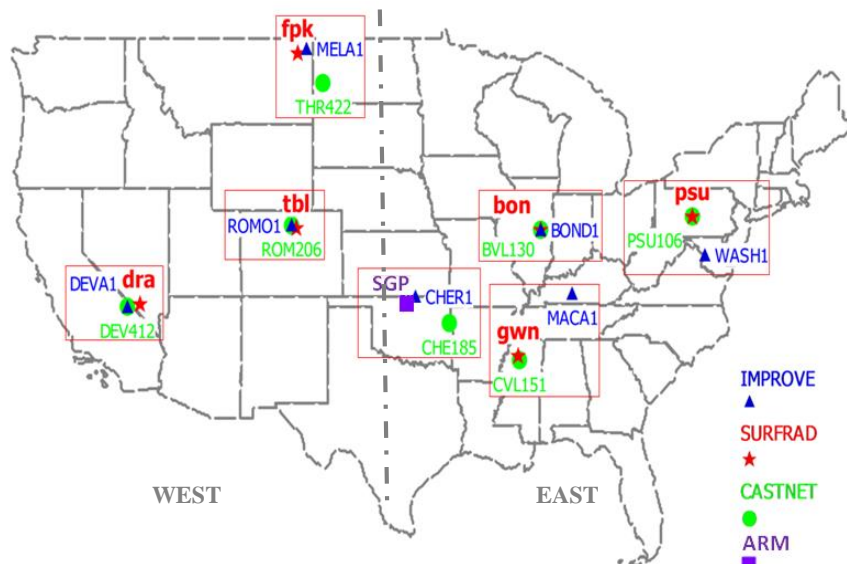 fpk
MELA1
THR422
tbl
ROMO1
ROM206
bon
BVL130
BOND1
psu
PSU106
WASH1
DEVA1
dra
DEV412
SGP
CHER1
CHE185
MACA1
gwn
CVL151
IMPROVE
SURFRAD
CASTNET
ARM
WEST
EAST